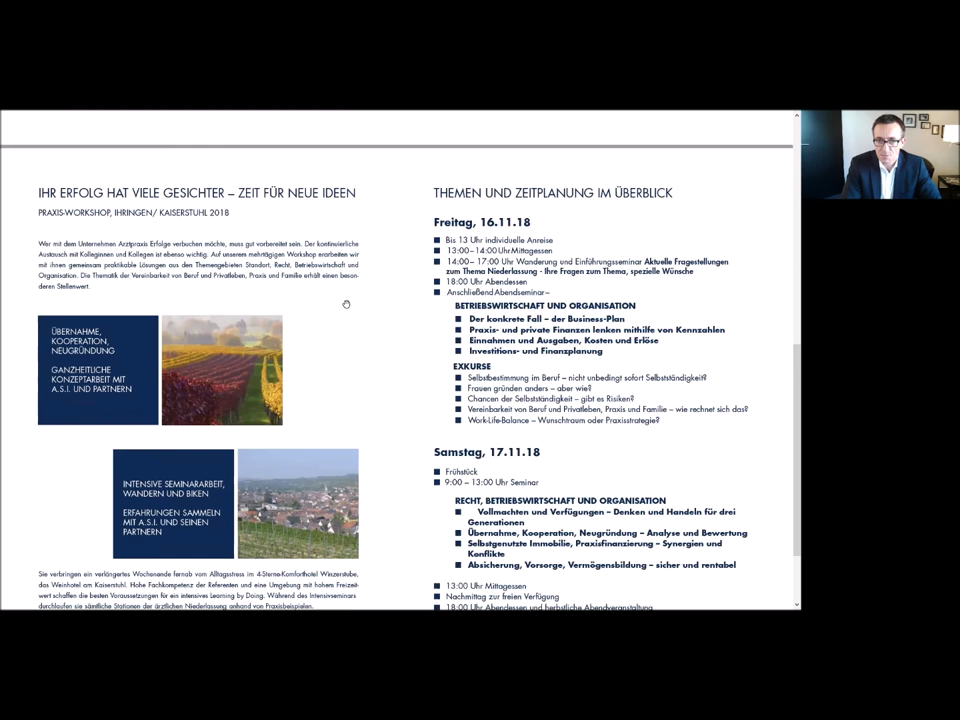 IHR ERFOLG HAT VIELE GESICHTER – ZEIT FÜR NEUE IDEEN
PRAXIS-WORKSHOP, IHRINGEN/ KAISERSTUHL 2018
Wer mit dem Unternehmen Arztpraxis Erfolge verbuchen möchte, muss gut vorbereitet sein. Der kontinuierliche
Austausch mit Kolleginnen und Kollegen ist ebenso wichtig. Auf unserem mehrtägigen Workshop erarbeiten wir
mit ihnen gemeinsam praktikable Lösungen aus den Themengebieten Standort, Recht, Betriebswirtschaft und
Organisation. Die Thematik der Vereinbarkeit von Beruf und Privatleben, Praxis und Familie erhält einen beson-
deren Stellenwert.
ÜBERNAHME,
KOOPERATION,
NEUGRÜNDUNG
GANZHEITLICHE
KONZEPTARBEIT MIT
A.S.I. UND PARTNERN
INTENSIVE SEMINARARBEIT,
WANDERN UND BIKEN
ERFAHRUNGEN SAMMELN
MIT A.S.I. UND SEINEN
PARTNERN
Sie verbringen ein verlängertes Wochenende fernab vom Alltagsstress im 4-Sterne-Komforthotel Winzerstube,
das Weinhotel am Kaiserstuhl. Hohe Fachkompetenz der Referenten und eine Umgebung mit hohem Freizeit-
wert schaffen die besten Voraussetzungen für ein intensives Learning by Doing. Während des Intensivseminars
durchlaufen sie sämtliche Stationen der ärztlichen Niederlassung anhand von Praxisbeispielen.
THEMEN UND ZEITPLANUNG IM ÜBERBLICK
Freitag, 16.11.18
■ Bis 13 Uhr individuelle Anreise
■ 13:00–14:00 Uhr Mittagessen
■ 14:00– 17:00 Uhr Wanderung und Einführungsseminar Aktuelle Fragestellungen
zum Thema Niederlassung - Ihre Fragen zum Thema, spezielle Wünsche
■ 18:00 Uhr Abendessen
■ Anschließend Abendseminar –
BETRIEBSWIRTSCHAFT UND ORGANISATION
■ Der konkrete Fall – der Business-Plan
■ Praxis- und private Finanzen lenken mithilfe von Kennzahlen
■ Einnahmen und Ausgaben, Kosten und Erlöse
■ Investitions- und Finanzplanung
EXKURSE
■ Selbstbestimmung im Beruf – nicht unbedingt sofort Selbstständigkeit?
■ Frauen gründen anders – aber wie?
■ Chancen der Selbstständigkeit – gibt es Risiken?
■ Vereinbarkeit von Beruf und Privatleben, Praxis und Familie – wie rechnet sich das?
■ Work-Life-Balance – Wunschtraum oder Praxisstrategie?
Samstag, 17.11.18
■ Frühstück
■ 9:00 – 13:00 Uhr Seminar
RECHT, BETRIEBSWIRTSCHAFT UND ORGANISATION
■ Vollmachten und Verfügungen – Denken und Handeln für drei
Generationen
■ Übernahme, Kooperation, Neugründung – Analyse und Bewertung
■ Selbstgenutzte Immobilie, Praxisfinanzierung – Synergien und
Konflikte
■ Absicherung, Vorsorge, Vermögensbildung – sicher und rentabel
■ 13:00 Uhr Mittagessen
■ Nachmittag zur freien Verfügung
■ 18:00 Uhr Abendessen und herbstliche Abendveranstaltung